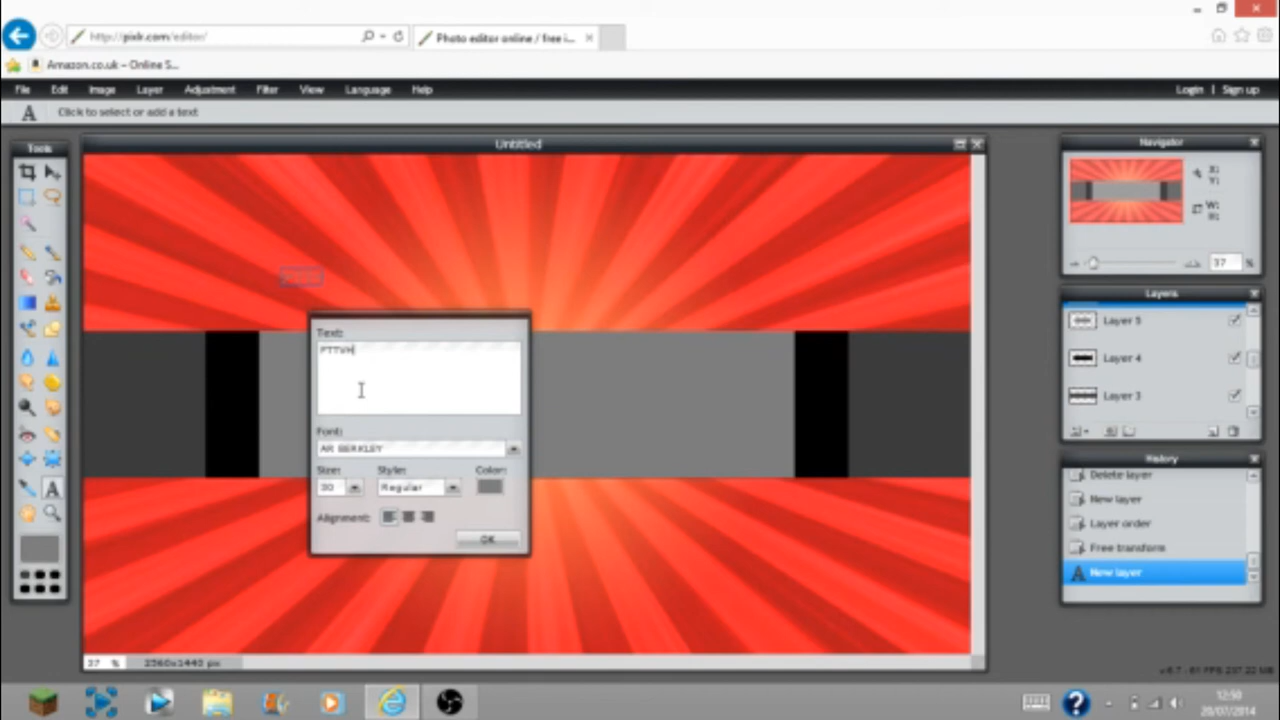 http://pixlr.com/editor/
Photo editor online / free i...
Amazon.co.uk – Online S...
File Edit Image Layer Adjustment Filter View Language Help
Login | Sign up
Click to select or add a text
Tools
Untitled
Navigator
X:
Y:
W:
H:
37 %
Text:
Font:
AR BERKLEY
Size: Style: Color:
30 Regular
Alignment:
OK
Layers
Layer 5
Layer 4
Layer 3
History
Delete layer
New layer
Layer order
Free transform
New layer
37 % 2560x1440 px
12:50
20/07/2014